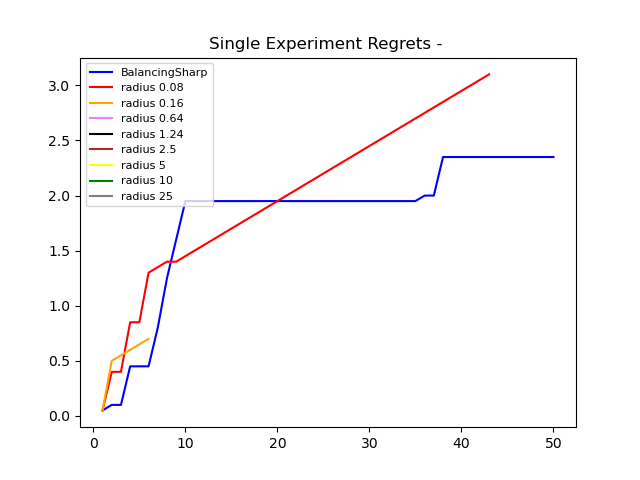 Single Experiment Regrets -
BalancingSharp
radius 0.08
radius 0.16
radius 0.64
radius 1.24
radius 2.5
radius 5
radius 10
radius 25
3.0
2.5
2.0
1.5
1.0
0.5
0.0
0 10 20 30 40 50